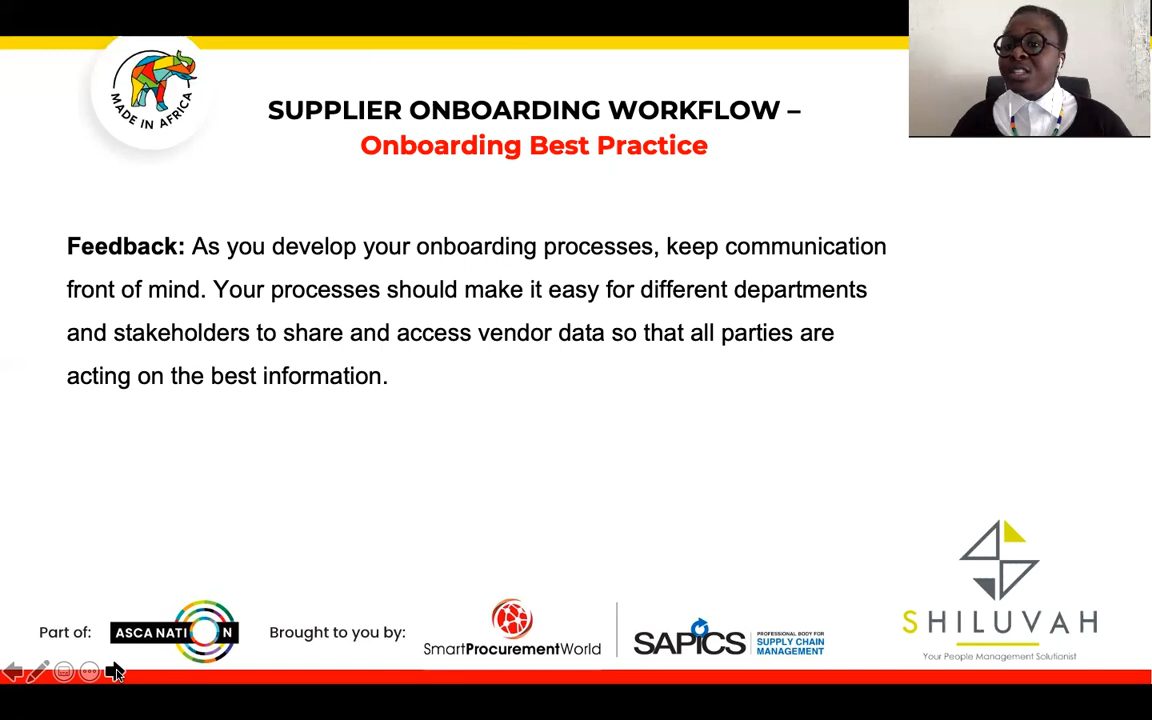 MADE IN AFRICA
SUPPLIER ONBOARDING WORKFLOW –
Onboarding Best Practice
Feedback: As you develop your onboarding processes, keep communication
front of mind. Your processes should make it easy for different departments
and stakeholders to share and access vendor data so that all parties are
acting on the best information.
Part of:
ASCA NATION
Brought to you by:
SmartProcurementWorld
SAPICS
PROFESSIONAL BODY FOR
SUPPLY CHAIN
MANAGEMENT
SHILUVAH
Your People Management Solutionist